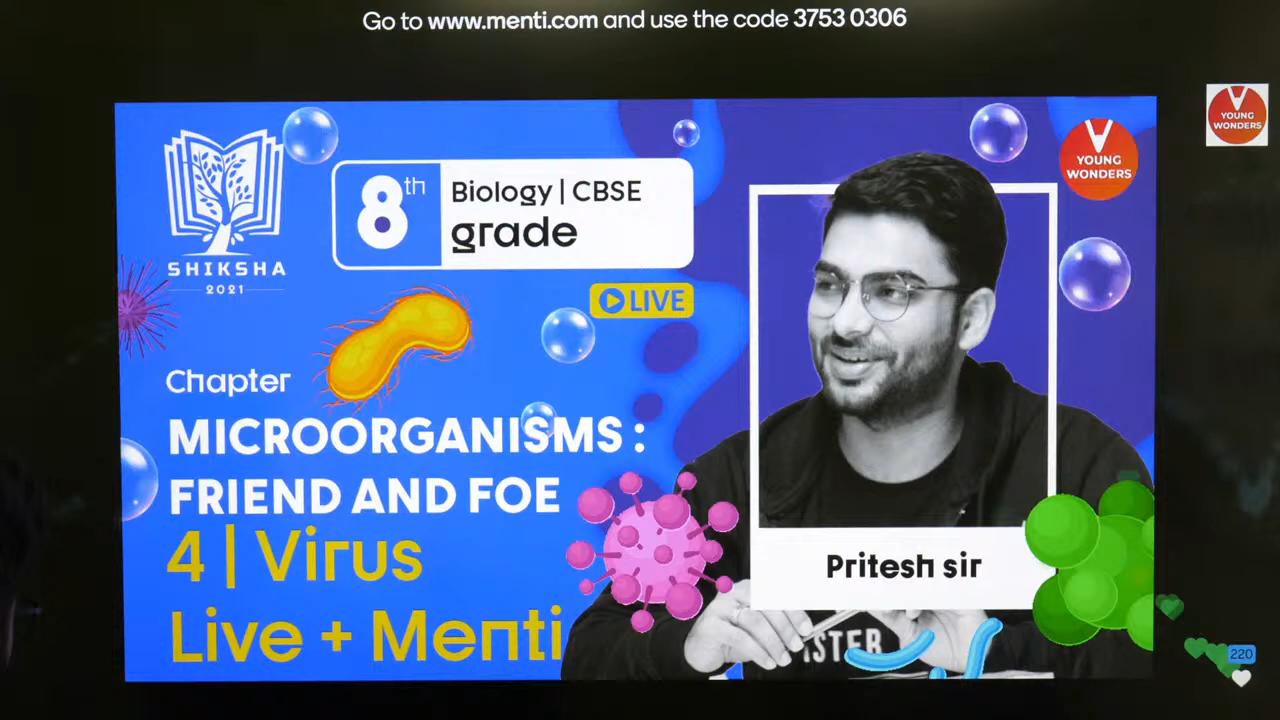 Go to www.menti.com and use the code 3753 0306
YOUNG
WONDERS
SHIKSHA
2021
8th
Biology | CBSE
grade
LIVE
YOUNG
WONDERS
Chapter
MICROORGANISMS :
FRIEND AND FOE
4 | Virus
Live + Menti
Pritesh sir
220